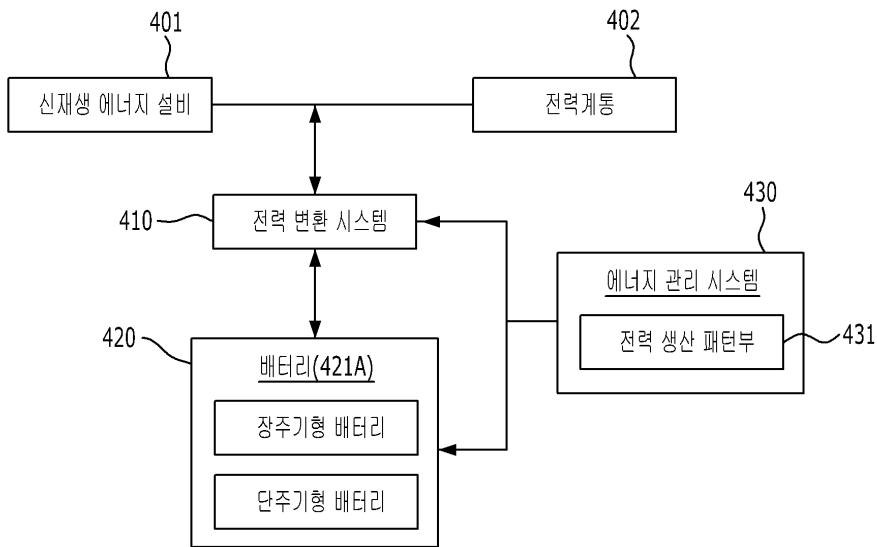 401
402
신재생 에너지 설비
전력계통
410
전력 변환 시스템
430
에너지 관리 시스템
전력 생산 패턴부
431
420
배터리(421A)
장주기형 배터리
단주기형 배터리